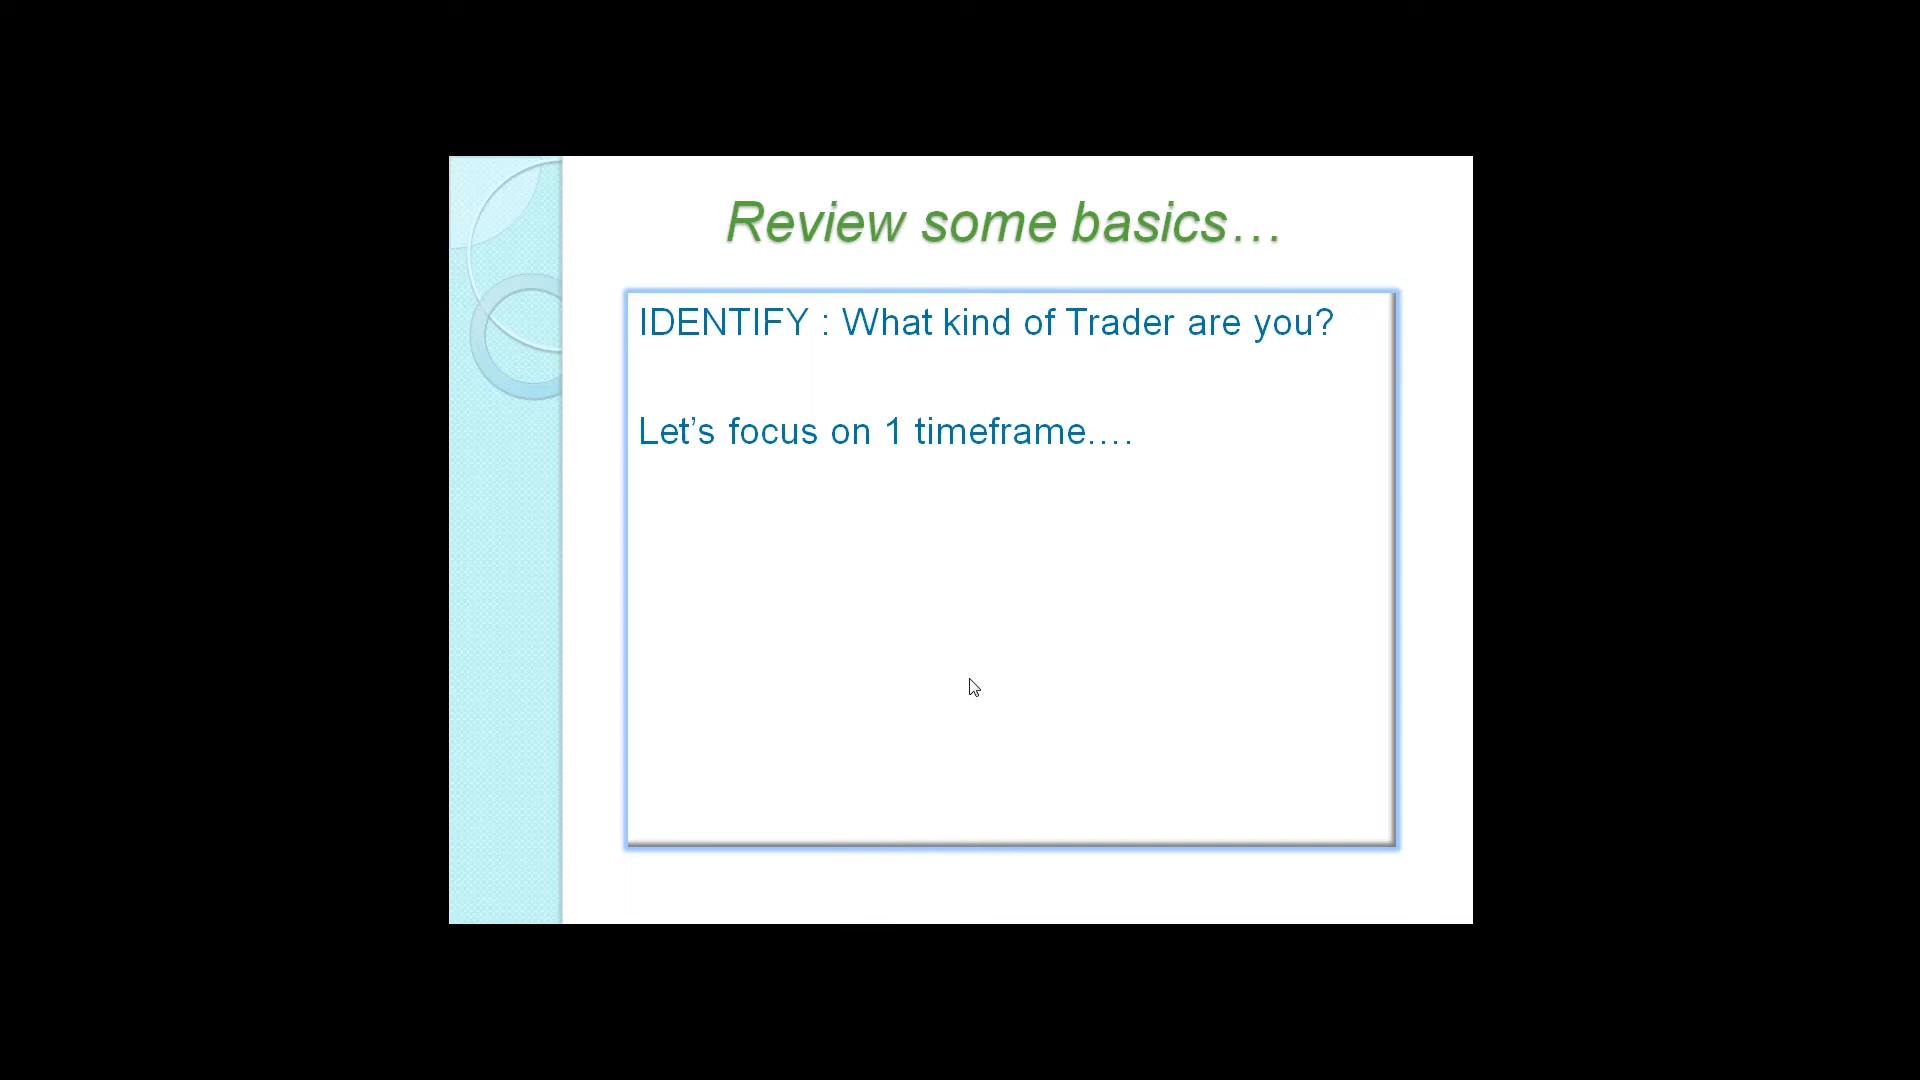 Review some basics…
IDENTIFY : What kind of Trader are you?
Let’s focus on 1 timeframe….